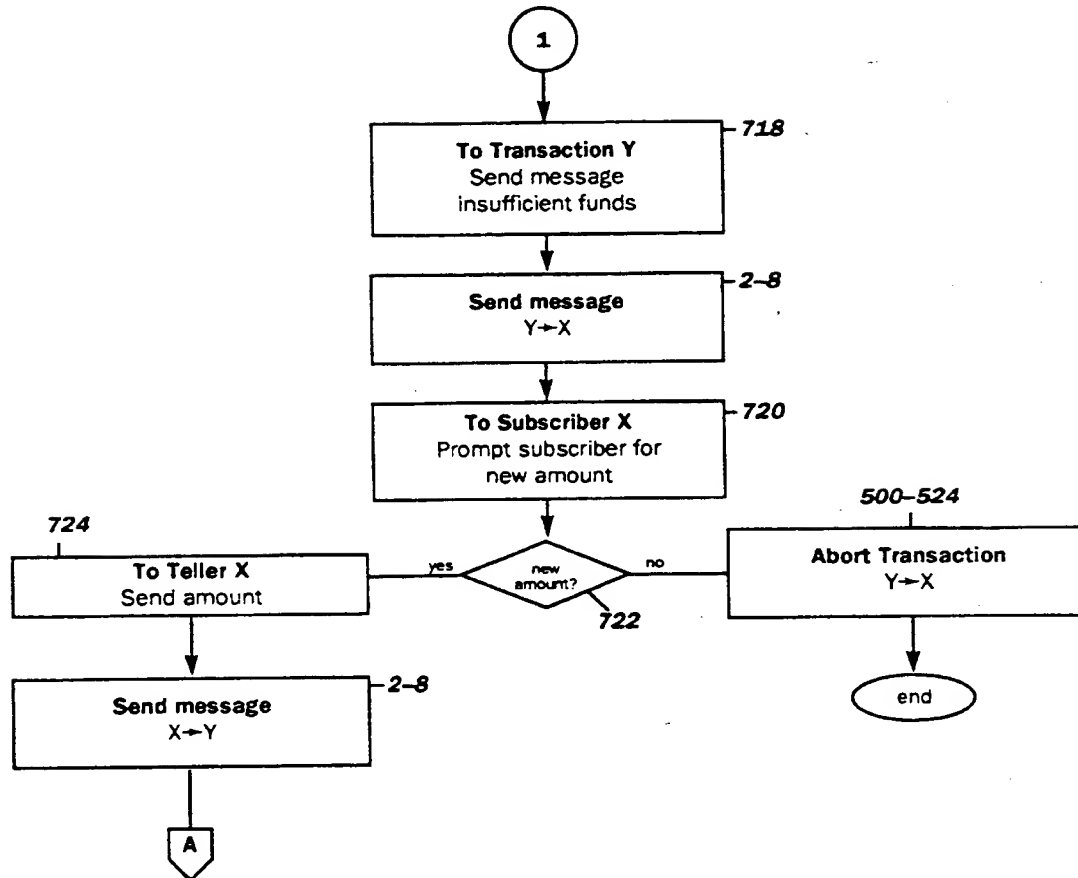 1
718
To Transaction Y
Send message
insufficient funds
2-8
Send message
Y→X
720
To Subscriber X
Prompt subscriber for
new amount
500-524
Abort Transaction
Y→X
724
To Teller X
Send amount
yes
new
amount?
no
722
end
2-8
Send message
X→Y
A